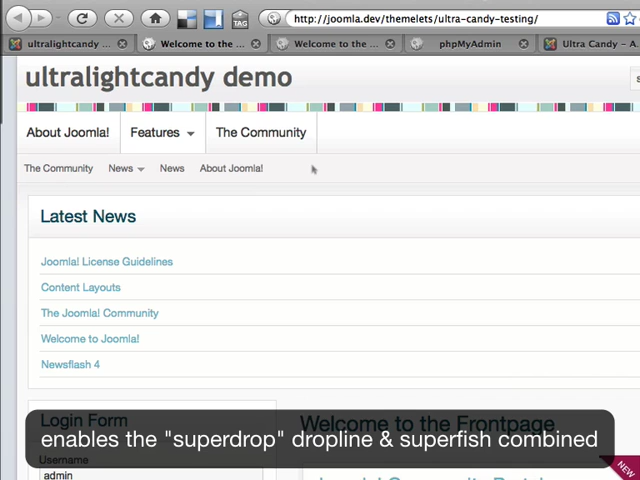 http://joomla.dev/themelets/ultra-candy-testing/
ultralightcandy ...
Welcome to the ...
Welcome to the ...
phpMyAdmin
Ultra Candy – A
TAG
ultralightcandy demo
About Joomla!
Features
The Community
The Community
News
News
About Joomla!
Latest News
Joomla! License Guidelines
Content Layouts
The Joomla! Community
Welcome to Joomla!
Newsflash 4
Login Form
Welcome to the Frontpage
enables the "superdrop" dropline & superfish combined
Username
admin
NEW